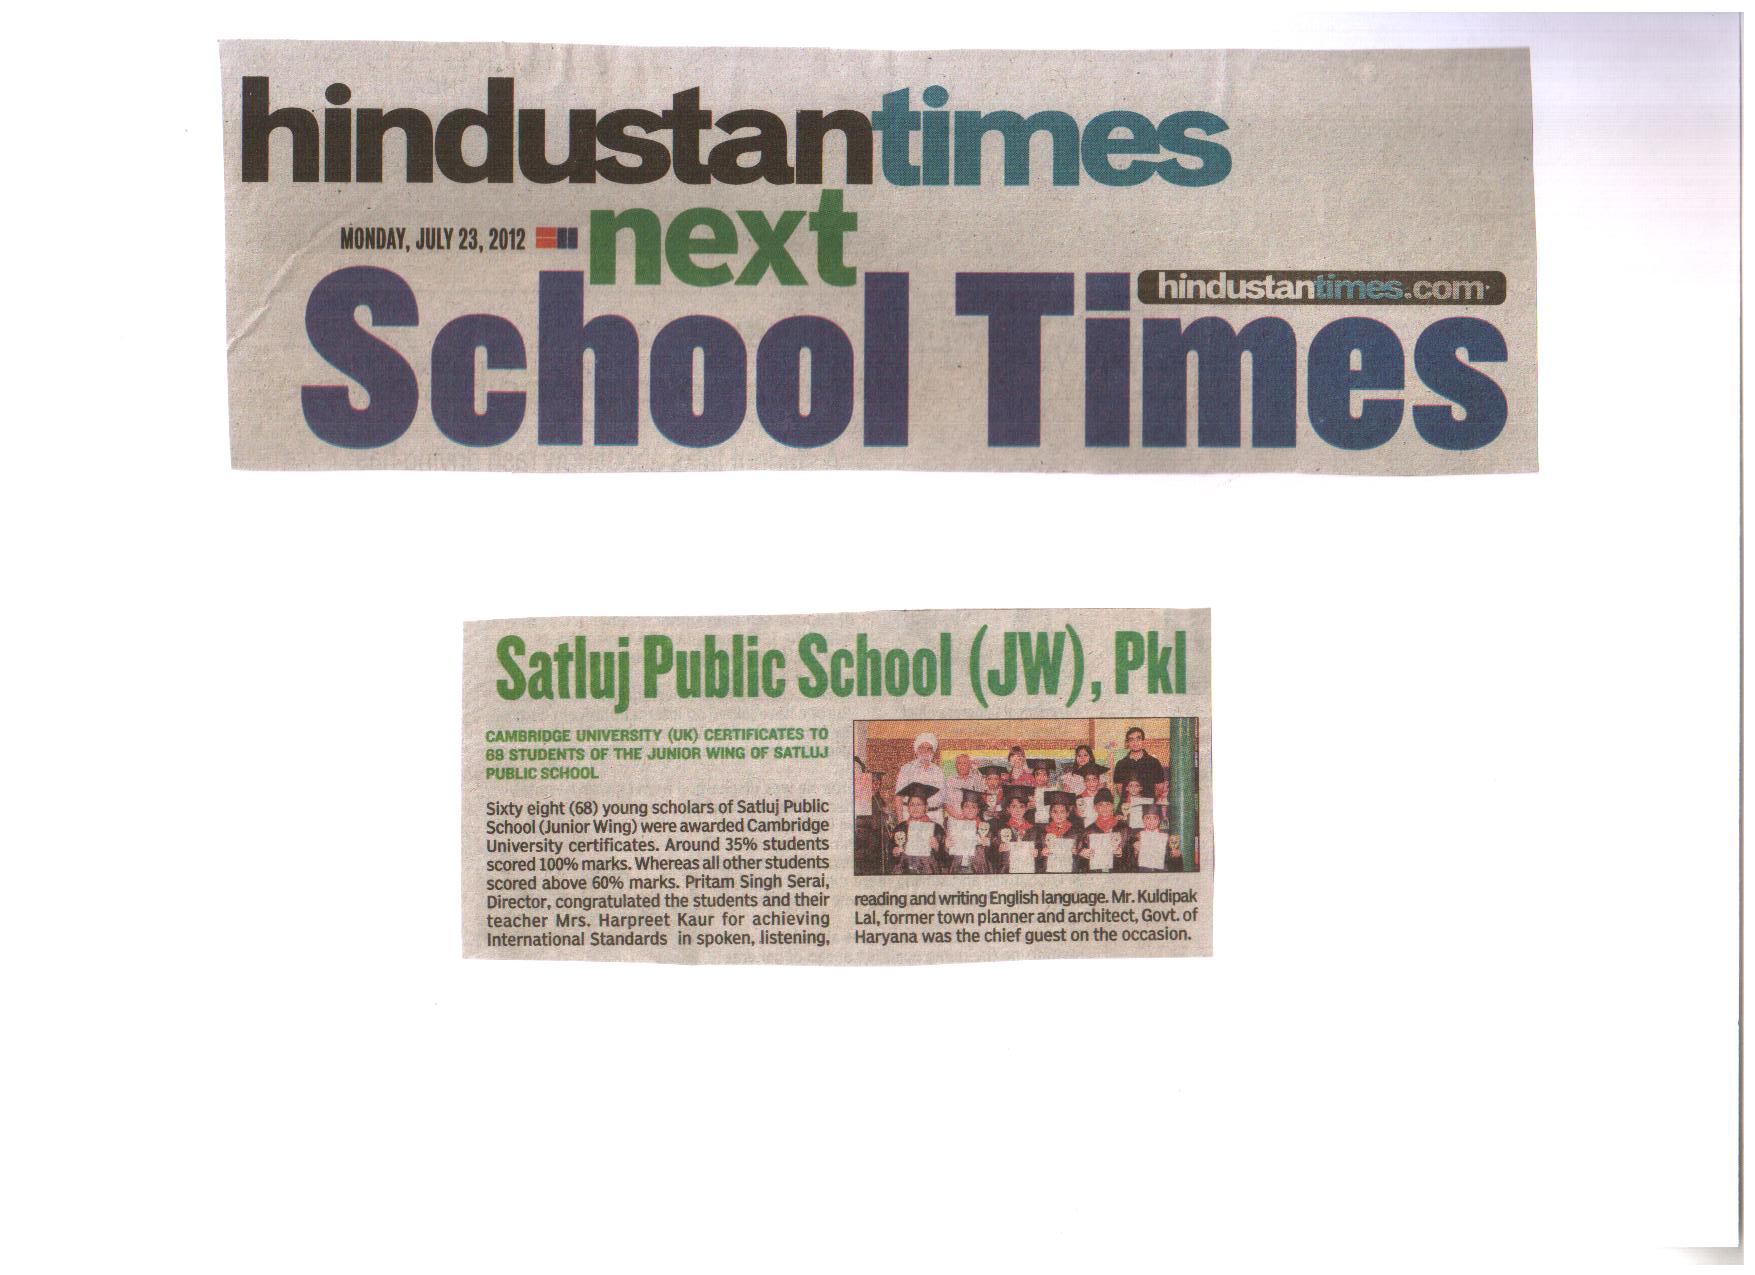 hindustantimes
next
MONDAY, JULY 23, 2012
hindustantimes.com
School Times
Satluj Public School (JW), Pkl
CAMBRIDGE UNIVERSITY (UK) CERTIFICATES TO
68 STUDENTS OF THE JUNIOR WING OF SATLUJ
PUBLIC SCHOOL
Sixty eight (68) young scholars of Satluj Public
School (Junior Wing) were awarded Cambridge
University certificates. Around 35% students
scored 100% marks. Whereas all other students
scored above 60% marks. Pritam Singh Serai,
Director, congratulated the students and their
teacher Mrs. Harpreet Kaur for achieving
International Standards in spoken, listening,
reading and writing English language. Mr. Kuldipak
Lal, former town planner and architect, Govt. of
Haryana was the chief guest on the occasion.